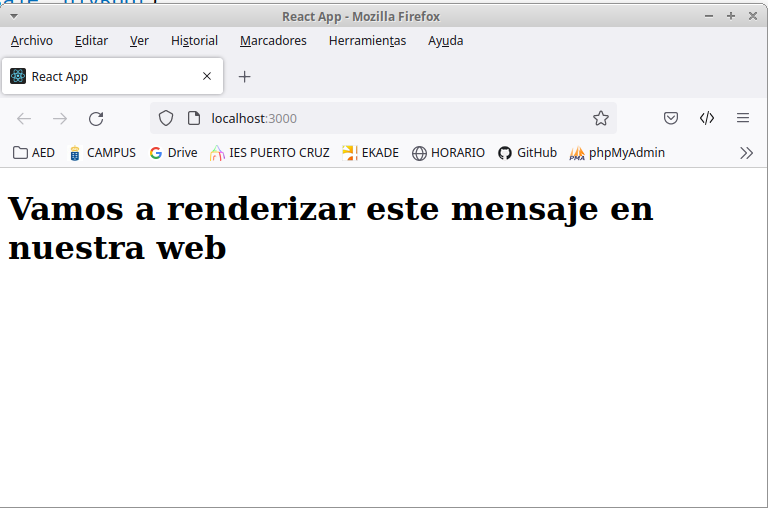 React App - Mozilla Firefox
Archivo Editar Ver Historial Marcadores Herramientas Ayuda
React App
localhost:3000
AED CAMPUS Drive IES PUERTO CRUZ EKADE HORARIO GitHub phpMyAdmin
Vamos a renderizar este mensaje en
nuestra web